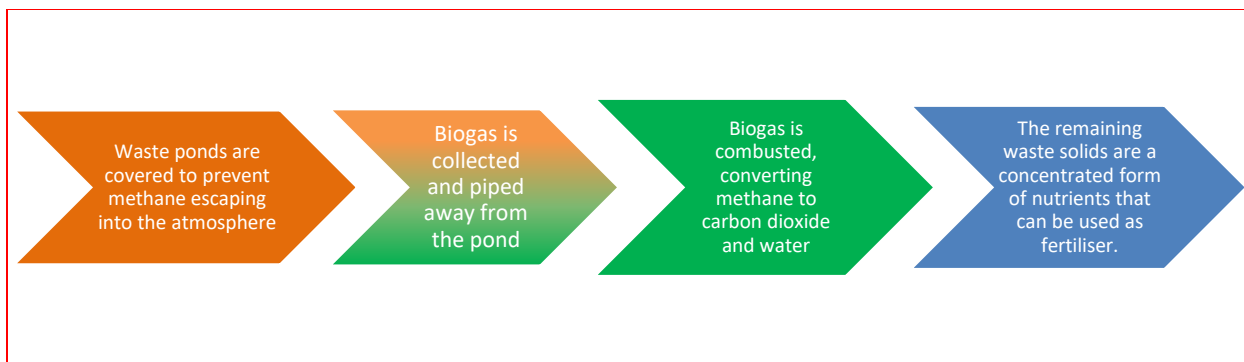 Waste ponds are
covered to prevent
methane escaping
into the atmosphere
Biogas is
collected
and piped
away from
the pond
Biogas is
combusted,
converting
methane to
carbon dioxide
and water
The remaining
waste solids are a
concentrated form
of nutrients that
can be used as
fertiliser.